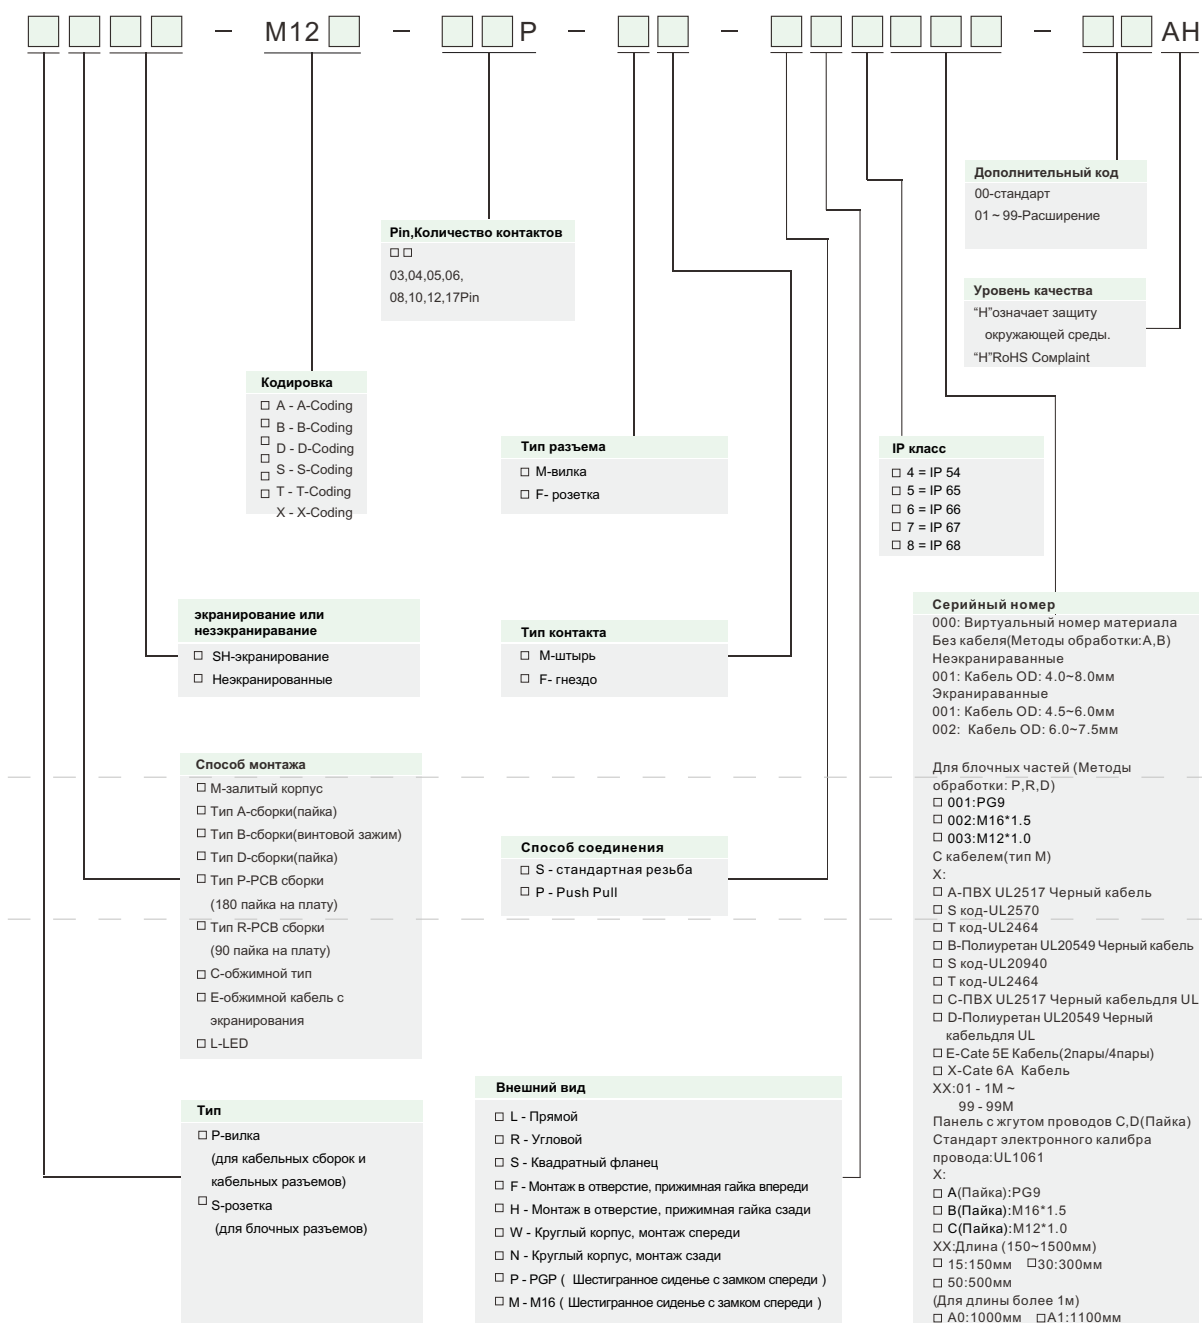 — M12 — P — — — AH
Дополнительный код
00-стандарт
01 ~ 99-Расширение
Pin,Количество контактов
□ □
03,04,05,06,
08,10,12,17Pin
Уровень качества
“H”означает защиту
окружающей среды.
“H”RoHS Complaint
Кодировка
□ A - A-Coding
□ B - B-Coding
□ D - D-Coding
□ S - S-Coding
□ T - T-Coding
□ X - X-Coding
Тип разъема
□ M-вилка
□ F- розетка
IP класс
□ 4 = IP 54
□ 5 = IP 65
□ 6 = IP 66
□ 7 = IP 67
□ 8 = IP 68
экранирование или
незэкраниравание
□ SH-экранирование
□ Неэкранированные
Тип контакта
□ M-штырь
□ F- гнездо
Серийный номер
000: Виртуальный номер материала
Без кабеля(Методы обработки:A,B)
Неэкранираванные
001: Кабель OD: 4.0~8.0мм
Экранираванные
001: Кабель OD: 4.5~6.0мм
002: Кабель OD: 6.0~7.5мм
Для блочных частей (Методы
обработки: P,R,D)
□ 001:PG9
□ 002:M16*1.5
□ 003:M12*1.0
С кабелем(тип M)
X:
□ A-ПВХ UL2517 Черный кабель
□ S код-UL2570
□ T код-UL2464
□ B-Полиуретан UL20549 Черный кабель
□ S код-UL20940
□ T код-UL2464
□ C-ПВХ UL2517 Черный кабельдля UL
□ D-Полиуретан UL20549 Черный
кабельдля UL
□ E-Cate 5E Кабель(2пары/4пары)
□ X-Cate 6A Кабель
XX:01 - 1M ~
99 - 99M
Панель с жгутом проводов C,D(Пайка)
Стандарт электронного калибра
провода:UL1061
X:
□ A(Пайка):PG9
□ B(Пайка):M16*1.5
□ C(Пайка):M12*1.0
XX:Длина (150~1500мм)
□ 15:150мм □30:300мм
□ 50:500мм
(Для длины более 1м)
□ A0:1000мм □A1:1100мм
Способ монтажа
□ M-залитый корпус
□ Тип A-сборки(пайка)
□ Тип B-сборки(винтовой зажим)
□ Тип D-сборки(пайка)
□ Тип P-PCB сборки
(180 пайка на плату)
□ Тип R-PCB сборки
(90 пайка на плату)
□ C-обжимной тип
□ E-обжимной кабель с
экранирования
□ L-LED
Способ соединения
□ S - стандартная резьба
□ P - Push Pull
Тип
□ P-вилка
(для кабельных сборок и
кабельных разъемов)
□ S-розетка
(для блочных разъемов)
Внешний вид
□ L - Прямой
□ R - Угловой
□ S - Квадратный фланец
□ F - Монтаж в отверстие, прижимная гайка впереди
□ H - Монтаж в отверстие, прижимная гайка сзади
□ W - Круглый корпус, монтаж спереди
□ N - Круглый корпус, монтаж сзади
□ P - PGP ( Шестигранное сиденье с замком спереди )
□ M - M16 ( Шестигранное сиденье с замком спереди )